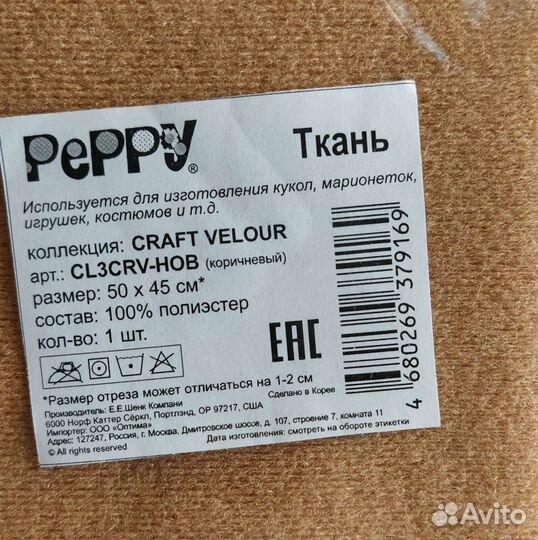 PePPY®
Ткань
Используется для изготовления кукол, марионеток,
игрушек, костюмов и т.д.
коллекция: CRAFT VELOUR
арт.: CL3CRV-HOB (коричневый)
размер: 50 x 45 см*
состав: 100% полиэстер
кол-во: 1 шт.
EAC
4 680269 379169
*Размер отреза может отличаться на 1-2 см
Сделано в Корее
Производитель: Е.Е.Шенк Компани
6000 Норф Каттер Сёркл, Портлэнд, ОР 97217, США
Импортер: ООО «Оптима»
Адрес: 127247, Россия, г. Москва, Дмитровское шоссе, д. 107, строение 7, комната 11
Дата изготовления: смотреть на обороте этикетки
© All rights reserved
Avito